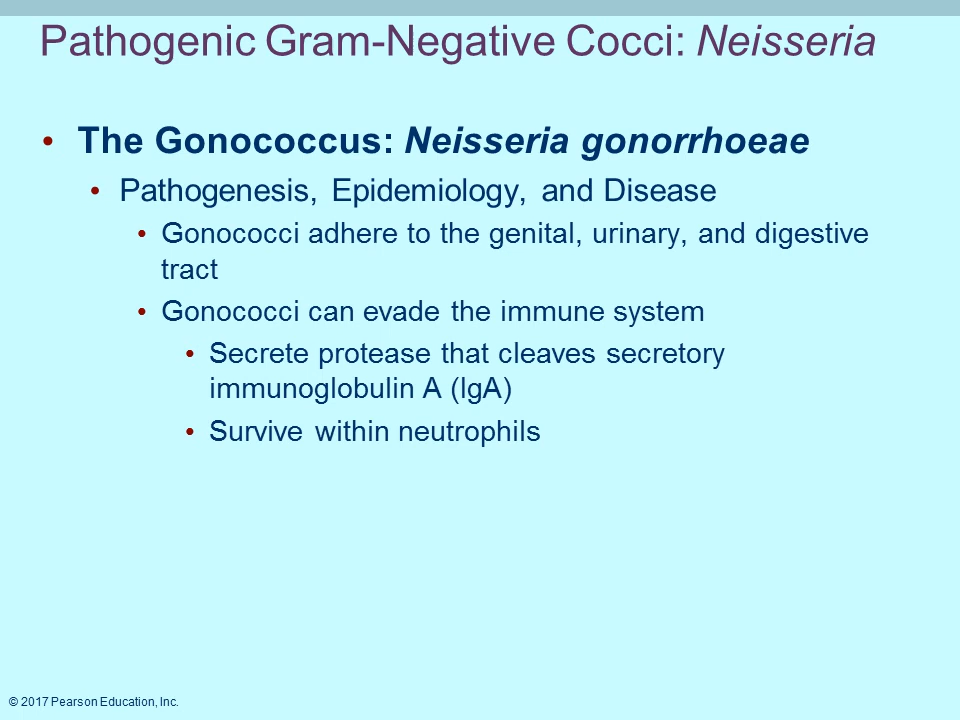 Pathogenic Gram-Negative Cocci: Neisseria
• The Gonococcus: Neisseria gonorrhoeae
• Pathogenesis, Epidemiology, and Disease
• Gonococci adhere to the genital, urinary, and digestive
tract
• Gonococci can evade the immune system
• Secrete protease that cleaves secretory
immunoglobulin A (IgA)
• Survive within neutrophils
© 2017 Pearson Education, Inc.